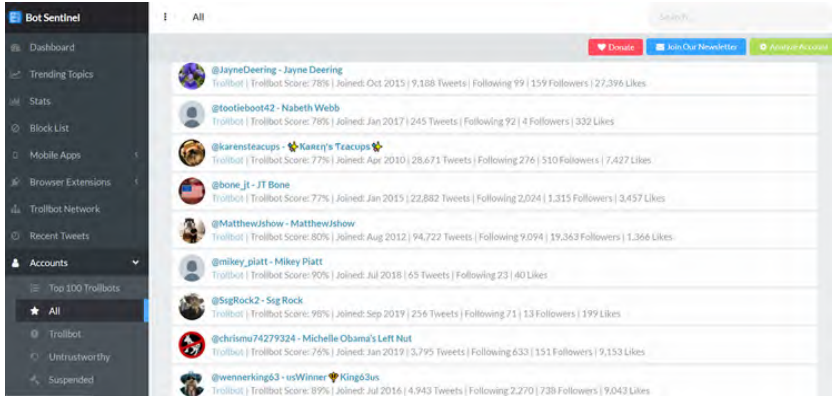 Bot Sentinel
All
Search...
Dashboard
Trending Topics
Stats
Block List
Mobile Apps
Browser Extensions
Trollbot Network
Recent Tweets
Accounts
Top 100 Trollbots
All
Trollbot
Untrustworthy
Suspended
Donate
Join Our Newsletter
Analyze Account
@JayneDeering - Jayne Deering
Trollbot | Trollbot Score: 78% | Joined: Oct 2015 | 9,188 Tweets | Following 99 | 159 Followers | 27,396 Likes
@tootieboot42 - Nabeth Webb
Trollbot | Trollbot Score: 78% | Joined: Jan 2017 | 245 Tweets | Following 92 | 4 Followers | 332 Likes
@karensteacups - Karen's Teacups
Trollbot | Trollbot Score: 77% | Joined: Apr 2010 | 28,671 Tweets | Following 276 | 510 Followers | 7,427 Likes
@bone_jt - JT Bone
Trollbot | Trollbot Score: 77% | Joined: Jan 2015 | 22,882 Tweets | Following 2,024 | 1,315 Followers | 3,457 Likes
@MatthewJshow - MatthewJshow
Trollbot | Trollbot Score: 80% | Joined: Aug 2012 | 94,722 Tweets | Following 9,094 | 19,363 Followers | 1,366 Likes
@mikey_piatt - Mikey Piatt
Trollbot | Trollbot Score: 90% | Joined: Jul 2018 | 65 Tweets | Following 23 | 40 Likes
@SsgRock2 - Ssg Rock
Trollbot | Trollbot Score: 98% | Joined: Sep 2019 | 256 Tweets | Following 71 | 13 Followers | 199 Likes
@chrismu74279324 - Michelle Obama's Left Nut
Trollbot | Trollbot Score: 76% | Joined: Jan 2019 | 3,795 Tweets | Following 633 | 151 Followers | 9,153 Likes
@wennerking63 - usWinner King63us
Trollbot | Trollbot Score: 89% | Joined: Jul 2016 | 4,943 Tweets | Following 2,270 | 738 Followers | 9,043 Likes